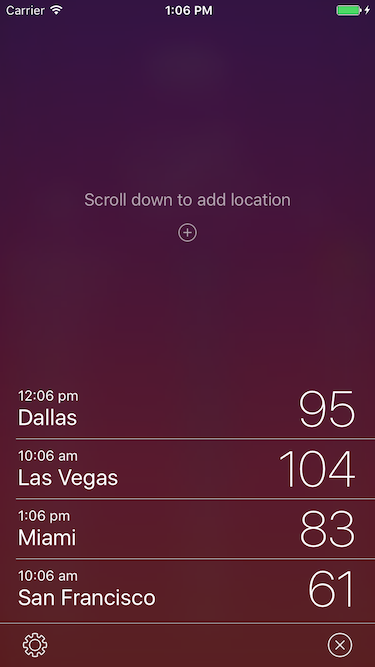 Carrier 1:06 PM
Scroll down to add location
12:06 pm
Dallas 95
10:06 am
Las Vegas 104
1:06 pm
Miami 83
10:06 am
San Francisco 61